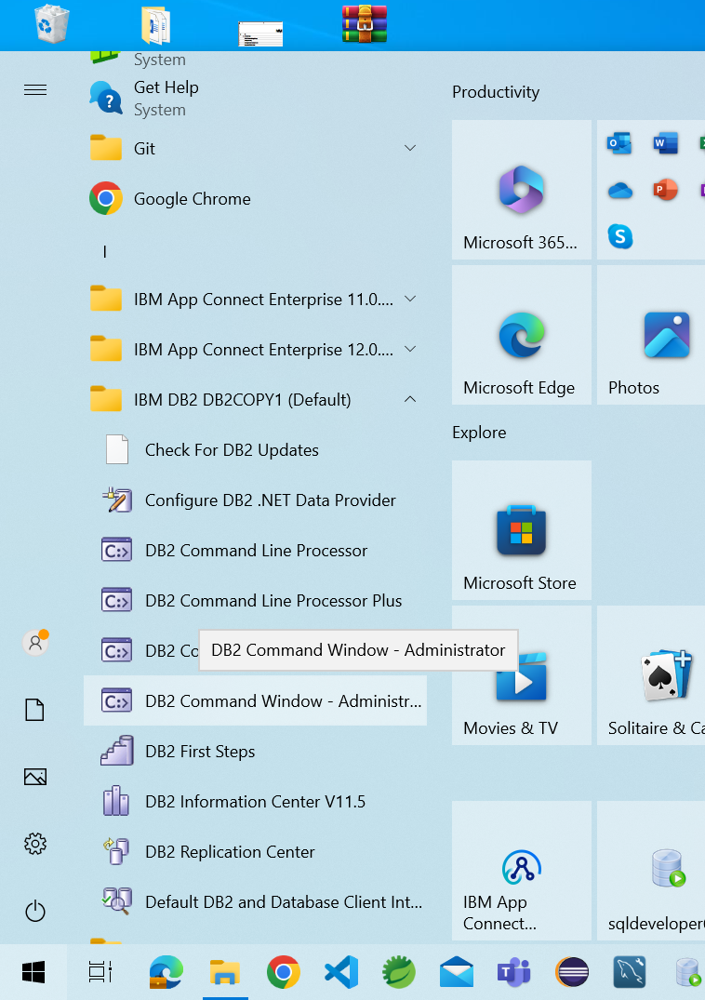 System
Get Help
System
Git
Google Chrome
I
IBM App Connect Enterprise 11.0....
IBM App Connect Enterprise 12.0....
IBM DB2 DB2COPY1 (Default)
Check For DB2 Updates
Configure DB2 .NET Data Provider
DB2 Command Line Processor
DB2 Command Line Processor Plus
DB2 Co
DB2 Command Window - Administrator
DB2 Command Window - Administr...
DB2 First Steps
DB2 Information Center V11.5
DB2 Replication Center
Default DB2 and Database Client Int...
Productivity
Microsoft 365...
Microsoft Edge
Photos
Explore
Microsoft Store
Movies & TV
Solitaire & Ca
IBM App
Connect...
sqldeveloper